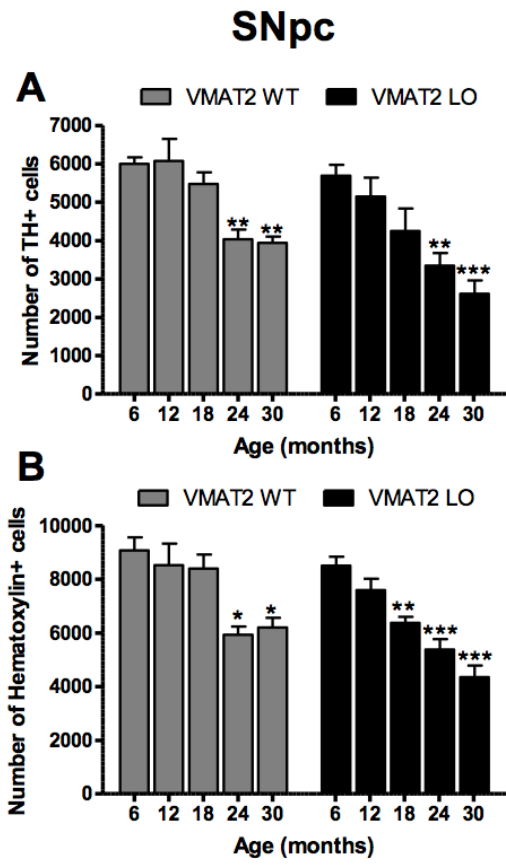 SNpc
A
VMAT2 WT VMAT2 LO
Number of TH+ cells
7000
6000
5000
4000
3000
2000
1000
0
** **
** ***
6 12 18 24 30 6 12 18 24 30
Age (months)
B
VMAT2 WT VMAT2 LO
Number of Hematoxylin+ cells
10000
8000
6000
4000
2000
0
* *
** *** ***
6 12 18 24 30 6 12 18 24 30
Age (months)